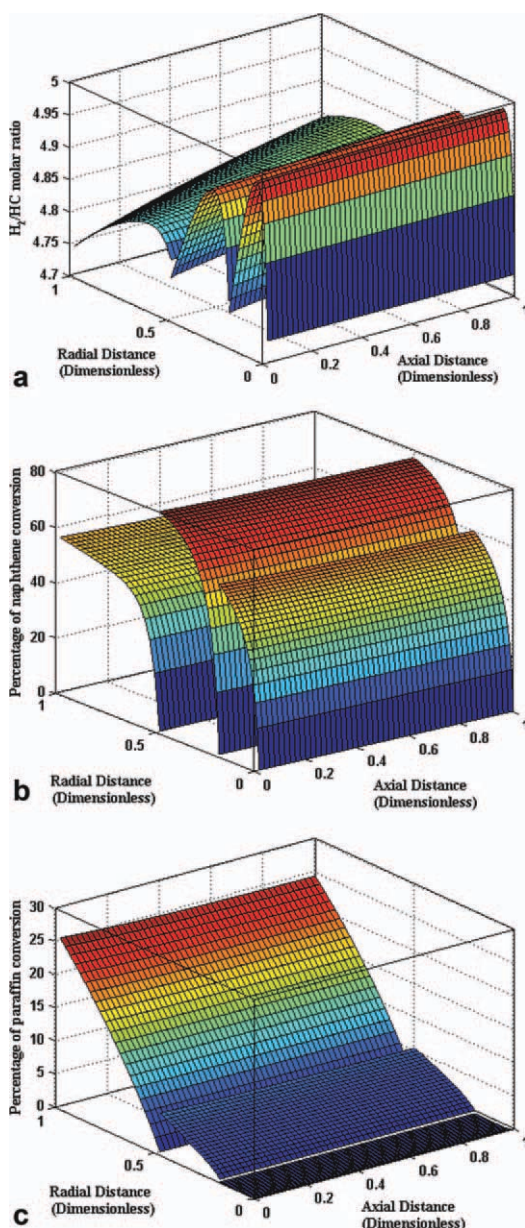 5
4.95
4.9
4.85
4.8
4.75
4.7
H2/HC molar ratio
1
0.5
0
Radial Distance
(Dimensionless)
0
0.2
0.4
0.6
0.8
1
Axial Distance
(Dimensionless)
a
80
60
40
20
0
Percentage of naphthene conversion
1
0.5
0
Radial Distance
(Dimensionless)
0
0.2
0.4
0.6
0.8
1
Axial Distance
(Dimensionless)
b
30
25
20
15
10
5
0
Percentage of paraffin conversion
1
0.5
0
Radial Distance
(Dimensionless)
0
0.2
0.4
0.6
0.8
1
Axial Distance
(Dimensionless)
c